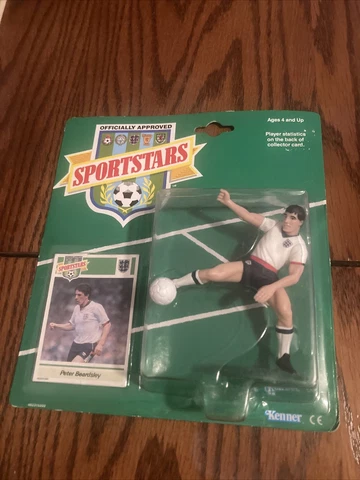 OFFICIALLY APPROVED
SPORTSTARS
Ages 4 and Up
Player statistics
on the back of
collector card.
SPORTSTARS
Peter Beardsley
Kenner CE